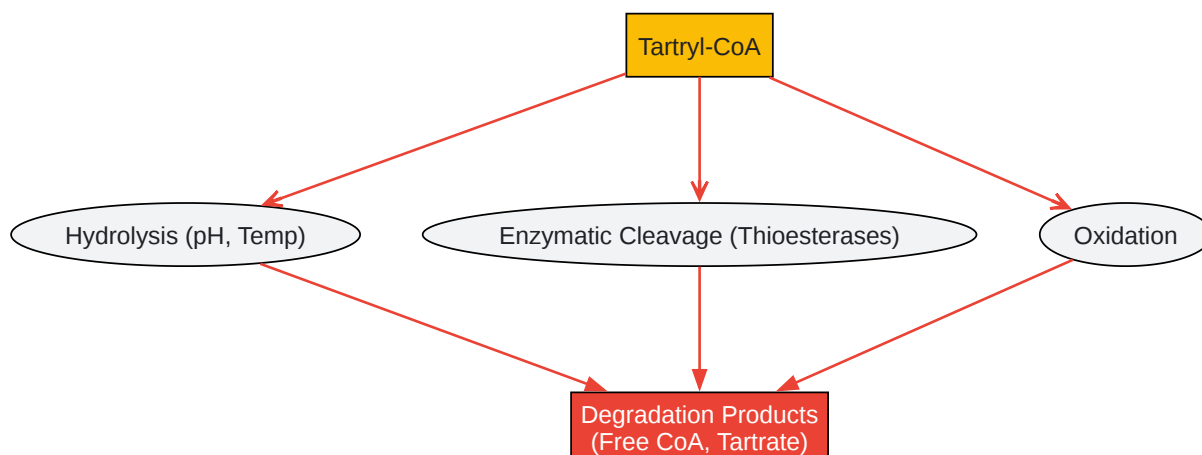 Tartryl-CoA
Hydrolysis (pH, Temp)
Enzymatic Cleavage (Thioesterases)
Oxidation
Degradation Products
(Free CoA, Tartrate)